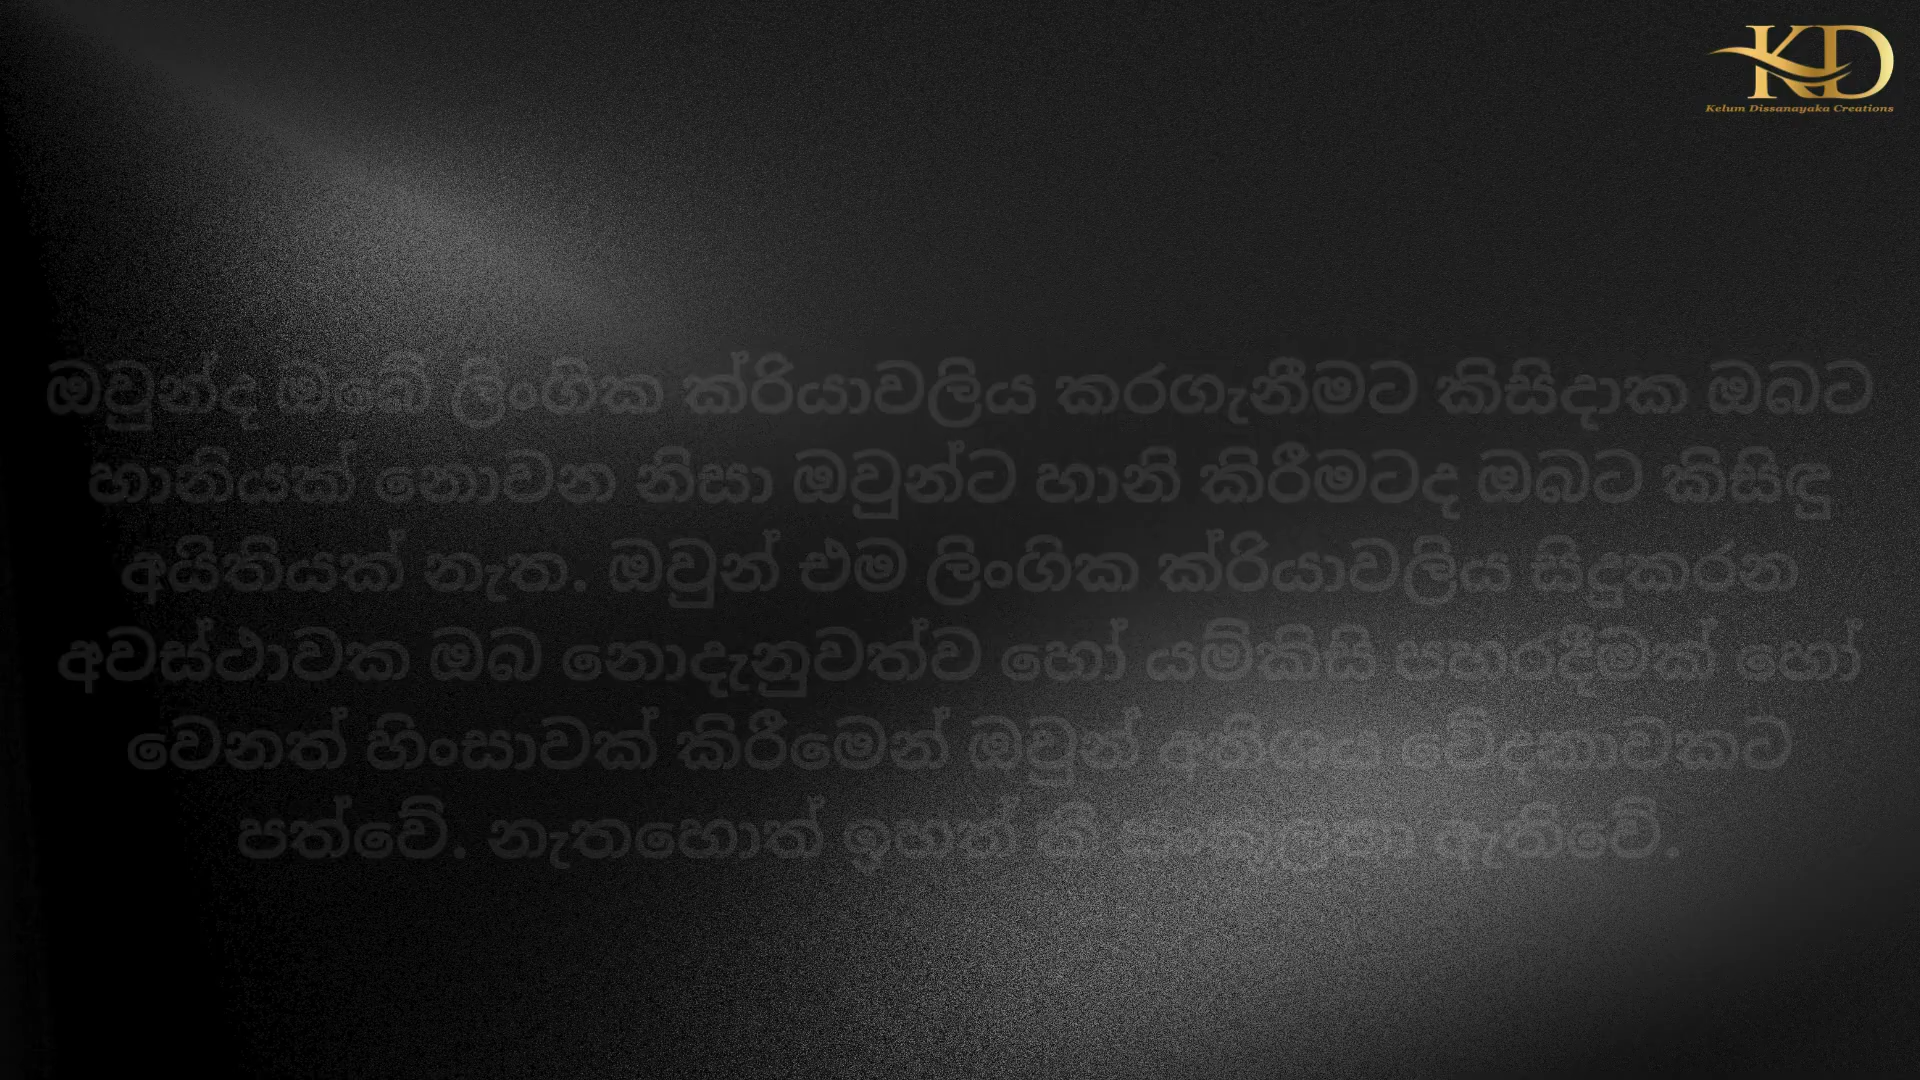 KD
Kelum Dissanayaka Creations
ඔවුන්ද ඔබේ ලිංගික ක්රියාවලිය කරගැනීමට කිසිදාක ඔබට
හානියක් නොවන නිසා ඔවුන්ට හානි කිරීමටද ඔබට කිසිඳු
අයිතියක් නැත. ඔවුන් එම ලිංගික ක්රියාවලිය සිදුකරන
අවස්ථාවක ඔබ නොදැනුවත්ව හෝ යම්කිසි පහරදීමක් හෝ
වෙනත් හිංසාවක් කිරීමෙන් ඔවුන් අතිශය වේදනාවකට
පත්වේ. නැතහොත් ඉහත කී සංකූලතා ඇතිවේ.